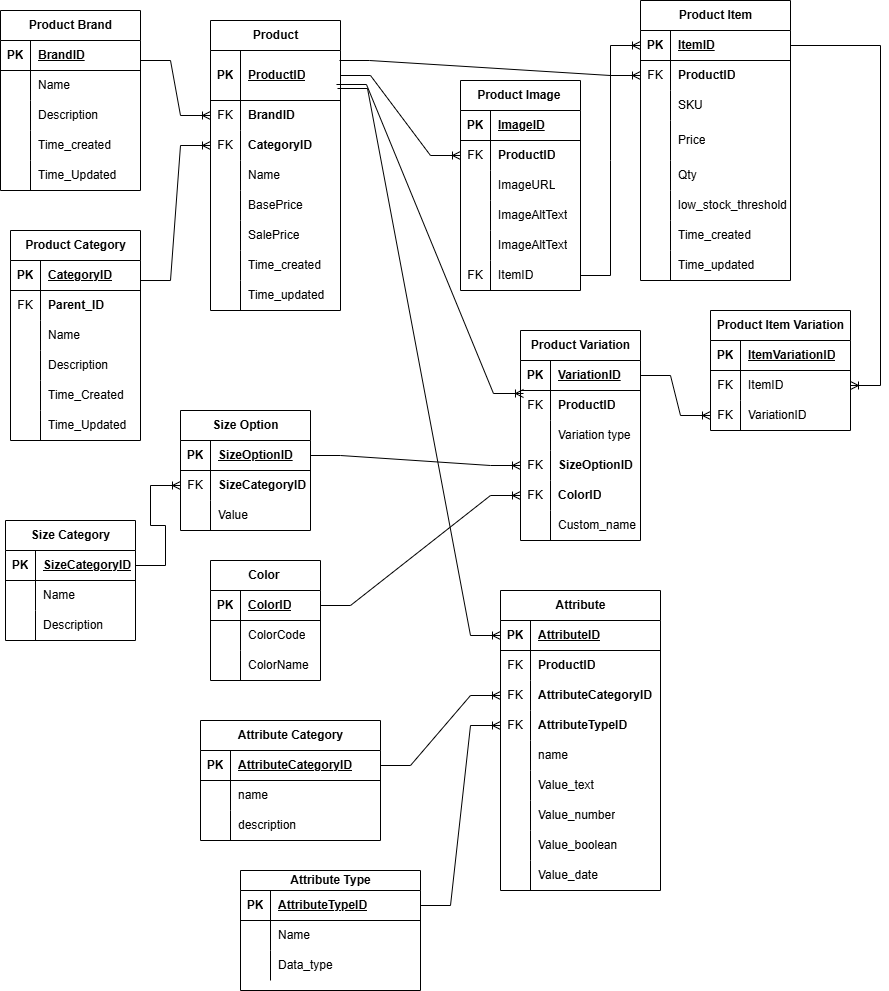 Product Brand
PK BrandID
Name
Description
Time_created
Time_Updated
Product
PK ProductID
FK BrandID
FK CategoryID
Name
BasePrice
SalePrice
Time_created
Time_updated
Product Image
PK ImageID
FK ProductID
ImageURL
ImageAltText
ImageAltText
FK ItemID
Product Item
PK ItemID
FK ProductID
SKU
Price
Qty
low_stock_threshold
Time_created
Time_updated
Product Category
PK CategoryID
FK Parent_ID
Name
Description
Time_Created
Time_Updated
Product Variation
PK VariationID
FK ProductID
Variation type
FK SizeOptionID
FK ColorID
Custom_name
Product Item Variation
PK ItemVariationID
FK ItemID
FK VariationID
Size Option
PK SizeOptionID
FK SizeCategoryID
Value
Size Category
PK SizeCategoryID
Name
Description
Color
PK ColorID
ColorCode
ColorName
Attribute
PK AttributeID
FK ProductID
FK AttributeCategoryID
FK AttributeTypeID
name
Value_text
Value_number
Value_boolean
Value_date
Attribute Category
PK AttributeCategoryID
name
description
Attribute Type
PK AttributeTypeID
Name
Data_type